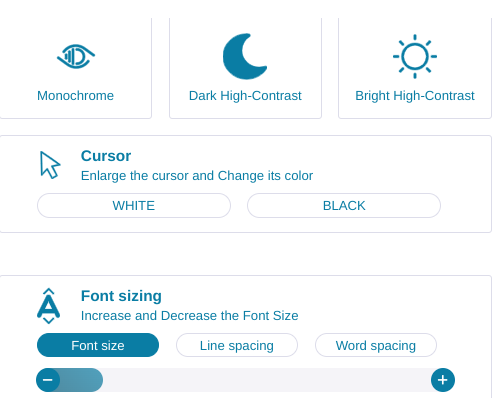 Monochrome Dark High-Contrast Bright High-Contrast
Cursor
Enlarge the cursor and Change its color
WHITE BLACK
Font sizing
Increase and Decrease the Font Size
Font size Line spacing Word spacing